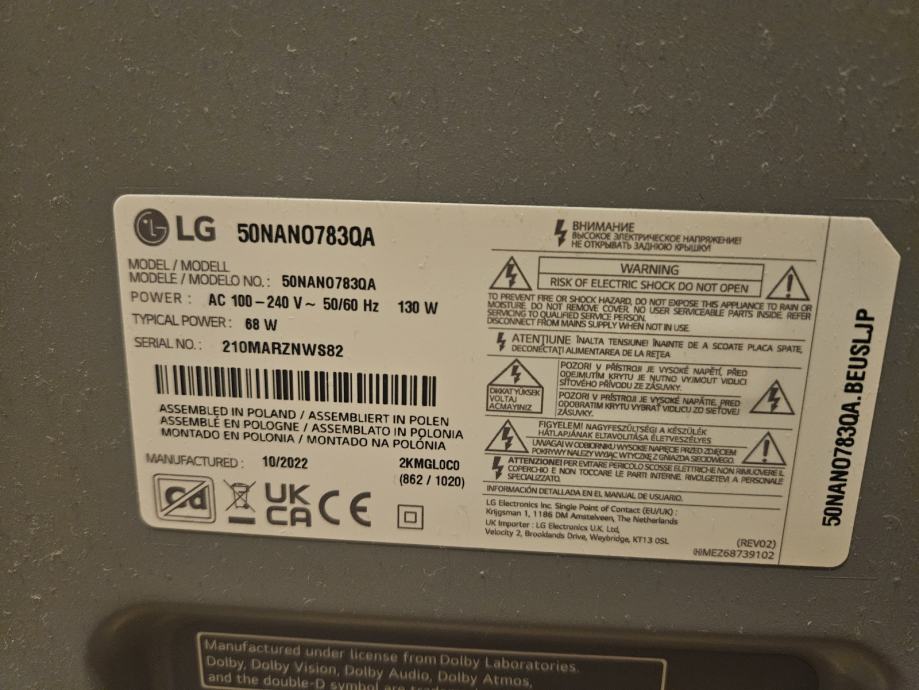 LG 50NANO783QA
MODEL / MODELL
MODELE / MODELO NO.: 50NANO783QA
POWER : AC 100-240 V ~ 50/60 Hz 130 W
TYPICAL POWER : 68 W
SERIAL NO. : 210MARZNWS82
ASSEMBLED IN POLAND / ASSEMBLIERT IN POLEN
ASSEMBLÉ EN POLOGNE / ASSEMBLATO IN POLONIA
MONTADO EN POLONIA / MONTADO NA POLÓNIA
MANUFACTURED : 10/2022 2KMGL0C0
(862 / 1020)
Cd
UK
CA CE
ВНИМАНИЕ
ВЫСОКОЕ ЭЛЕКТРИЧЕСКОЕ НАПРЯЖЕНИЕ!
НЕ ОТКРЫВАТЬ ЗАДНЮЮ КРЫШКУ!
WARNING
RISK OF ELECTRIC SHOCK DO NOT OPEN
TO PREVENT FIRE OR SHOCK HAZARD, DO NOT EXPOSE THIS APPLIANCE TO RAIN OR
MOISTURE. DO NOT REMOVE COVER. NO USER SERVICEABLE PARTS INSIDE. REFER
SERVICING TO QUALIFIED SERVICE PERSON.
DISCONNECT FROM MAINS SUPPLY WHEN NOT IN USE.
ATENȚIUNE ÎNALTA TENSIUNE! ÎNAINTE DE A SCOATE PLACA SPATE,
DECONECTAȚI ALIMENTAREA DE LA REȚEA
DIKKAT YÜKSEK
VOLTAJ
AÇMAYINIZ
POZOR! V PŘÍSTROJI JE VYSOKÉ NAPĚTÍ, PŘED
ODEJMUTÍM KRYTU JE NUTNO VYJMOUT VIDLICI
SÍŤOVÉHO PŘÍVODU ZE ZÁSUVKY.
POZOR! V PRÍSTROJI JE VYSOKÉ NAPÄTIE, PRED
ODOBRATÍM KRYTU VYBRAŤ VIDLICU ZO SIEŤOVEJ
ZÁSUVKY.
FIGYELEM! NAGYFESZÜLTSÉG! A KÉSZÜLÉK
HÁTLAPJÁNAK ELTAVOLÍTÁSA ÉLETVESZÉLYES
UWAGA! W ODBIORNIKU WYSOKIE NAPIĘCIE PRZED ZDJĘCIEM
POKRYWY NALEŻY WYJĄĆ WTYCZKĘ Z GNIAZDA SIECIOWEGO.
ATTENZIONE! PER EVITARE PERICOLO SCOSSE ELETTRICHE NON RIMUOVERE IL
COPERCHIO E NON TOCCARE LE PARTI INTERNE. RIVOLGETEVI A PERSONALE
SPECIALIZZATO.
INFORMACIÓN DETALLADA EN EL MANUAL DE USUARIO.
LG Electronics Inc. Single Point of Contact (EU/UK) :
Krijgsman 1, 1186 DM Amstelveen, The Netherlands
UK Importer : LG Electronics U.K. Ltd,
Velocity 2, Brooklands Drive, Weybridge, KT13 0SL
(REV02)
(H)MEZ68739102
50NANO783QA.BEUSLJP
Manufactured under license from Dolby Laboratories.
Dolby, Dolby Vision, Dolby Audio, Dolby Atmos,
and the double-D symbol are